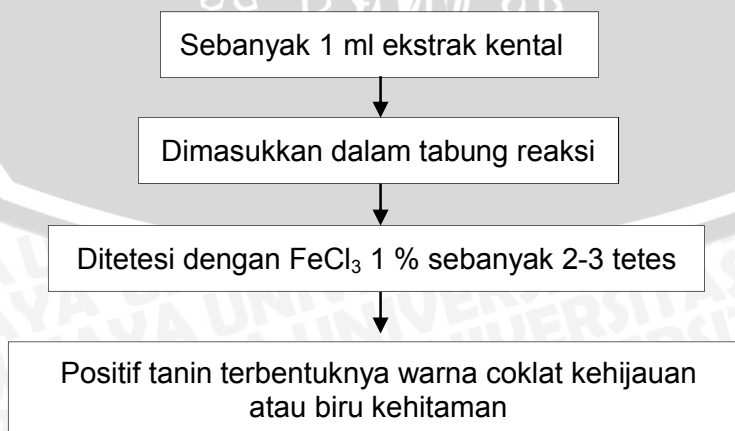 Sebanyak 1 ml ekstrak kental
Dimasukkan dalam tabung reaksi
Ditetesi dengan FeCl₃ 1 % sebanyak 2-3 tetes
Positif tanin terbentuknya warna coklat kehijauan
atau biru kehitaman